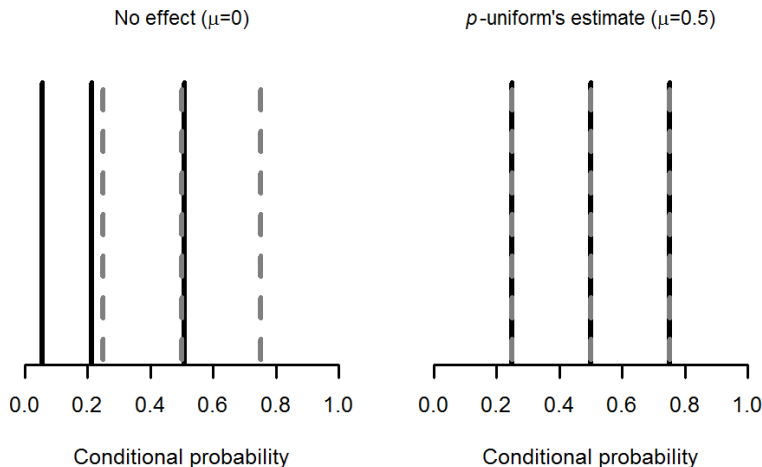 No effect (μ=0)
0.0 0.2 0.4 0.6 0.8 1.0
Conditional probability
p-uniform's estimate (μ=0.5)
0.0 0.2 0.4 0.6 0.8 1.0
Conditional probability